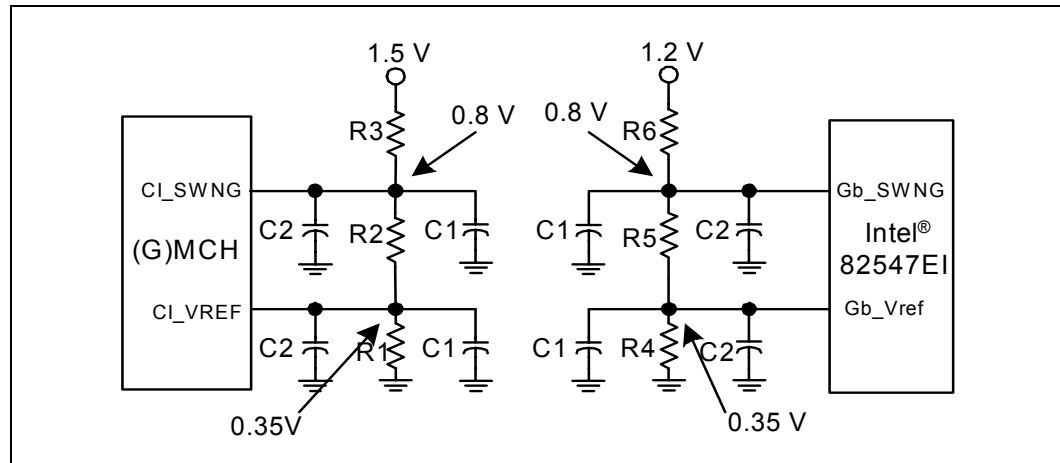 1.5 V
1.2 V
0.8 V
0.8 V
R3
R6
CI_SWNG
Gb_SWNG
C2
R2
C1
C1
R5
C2
(G)MCH
Intel®
82547EI
CI_VREF
Gb_Vref
C2
R1
C1
C1
R4
C2
0.35V
0.35 V